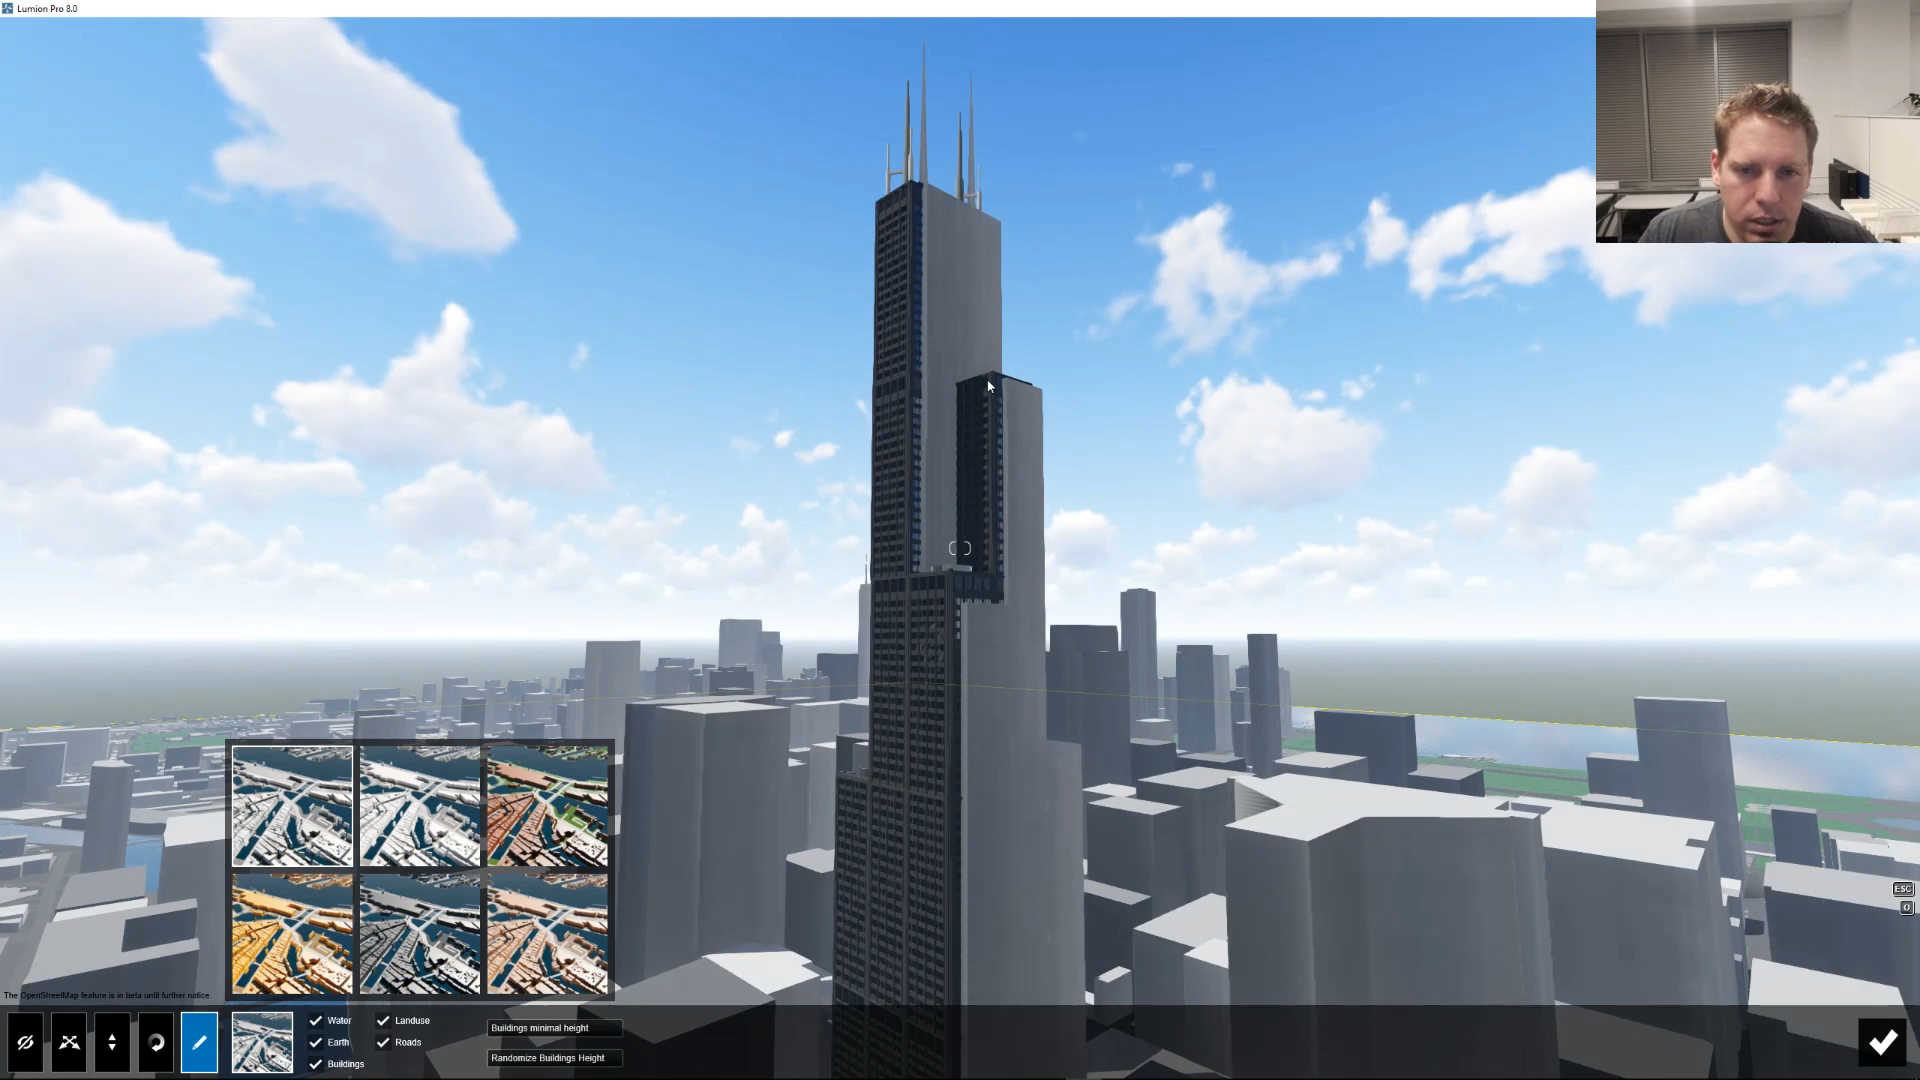 Lumion Pro 8.0
ESC
O
The OpenStreetMap feature is in beta until further notice.
Water
Landuse
Earth
Roads
Buildings
Buildings minimal height
Randomize Buildings Height